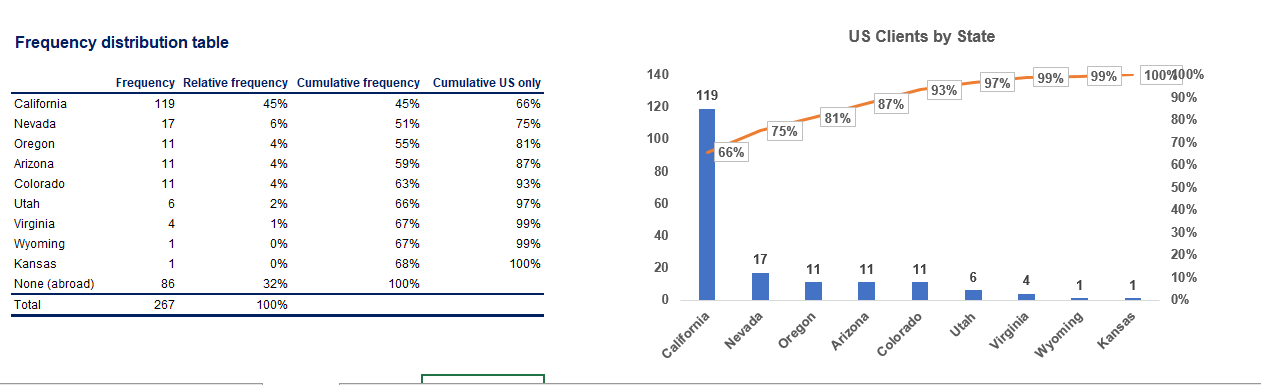 Frequency distribution table
Frequency Relative frequency Cumulative frequency Cumulative US only
California 119 45% 45% 66%
Nevada 17 6% 51% 75%
Oregon 11 4% 55% 81%
Arizona 11 4% 59% 87%
Colorado 11 4% 63% 93%
Utah 6 2% 66% 97%
Virginia 4 1% 67% 99%
Wyoming 1 0% 67% 99%
Kansas 1 0% 68% 100%
None (abroad) 86 32% 100%
Total 267 100%
US Clients by State
140
120
100
80
60
40
20
0
119
17
11
11
11
6
4
1
1
66%
75%
81%
87%
93%
97%
99%
99%
100%
100%
90%
80%
70%
60%
50%
40%
30%
20%
10%
0%
California
Nevada
Oregon
Arizona
Colorado
Utah
Virginia
Wyoming
Kansas